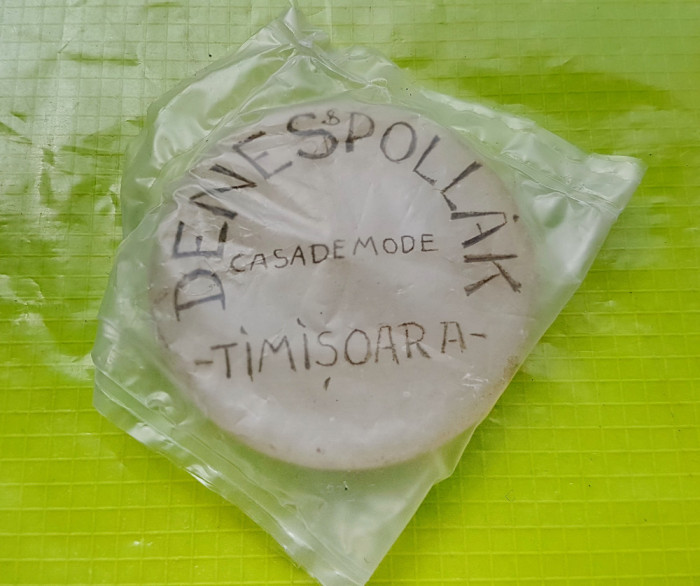 DENES & POLLAK
CASA DE MODE
-TIMIȘOARA-